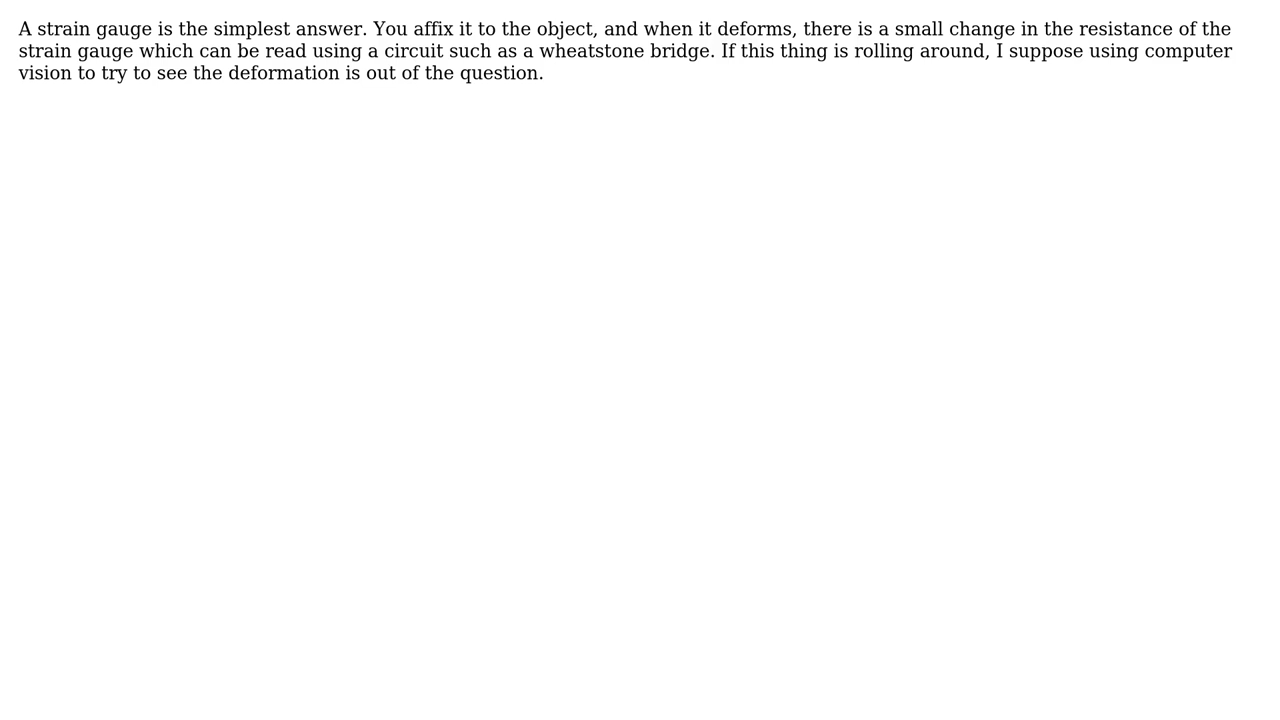 A strain gauge is the simplest answer. You affix it to the object, and when it deforms, there is a small change in the resistance of the
strain gauge which can be read using a circuit such as a wheatstone bridge. If this thing is rolling around, I suppose using computer
vision to try to see the deformation is out of the question.